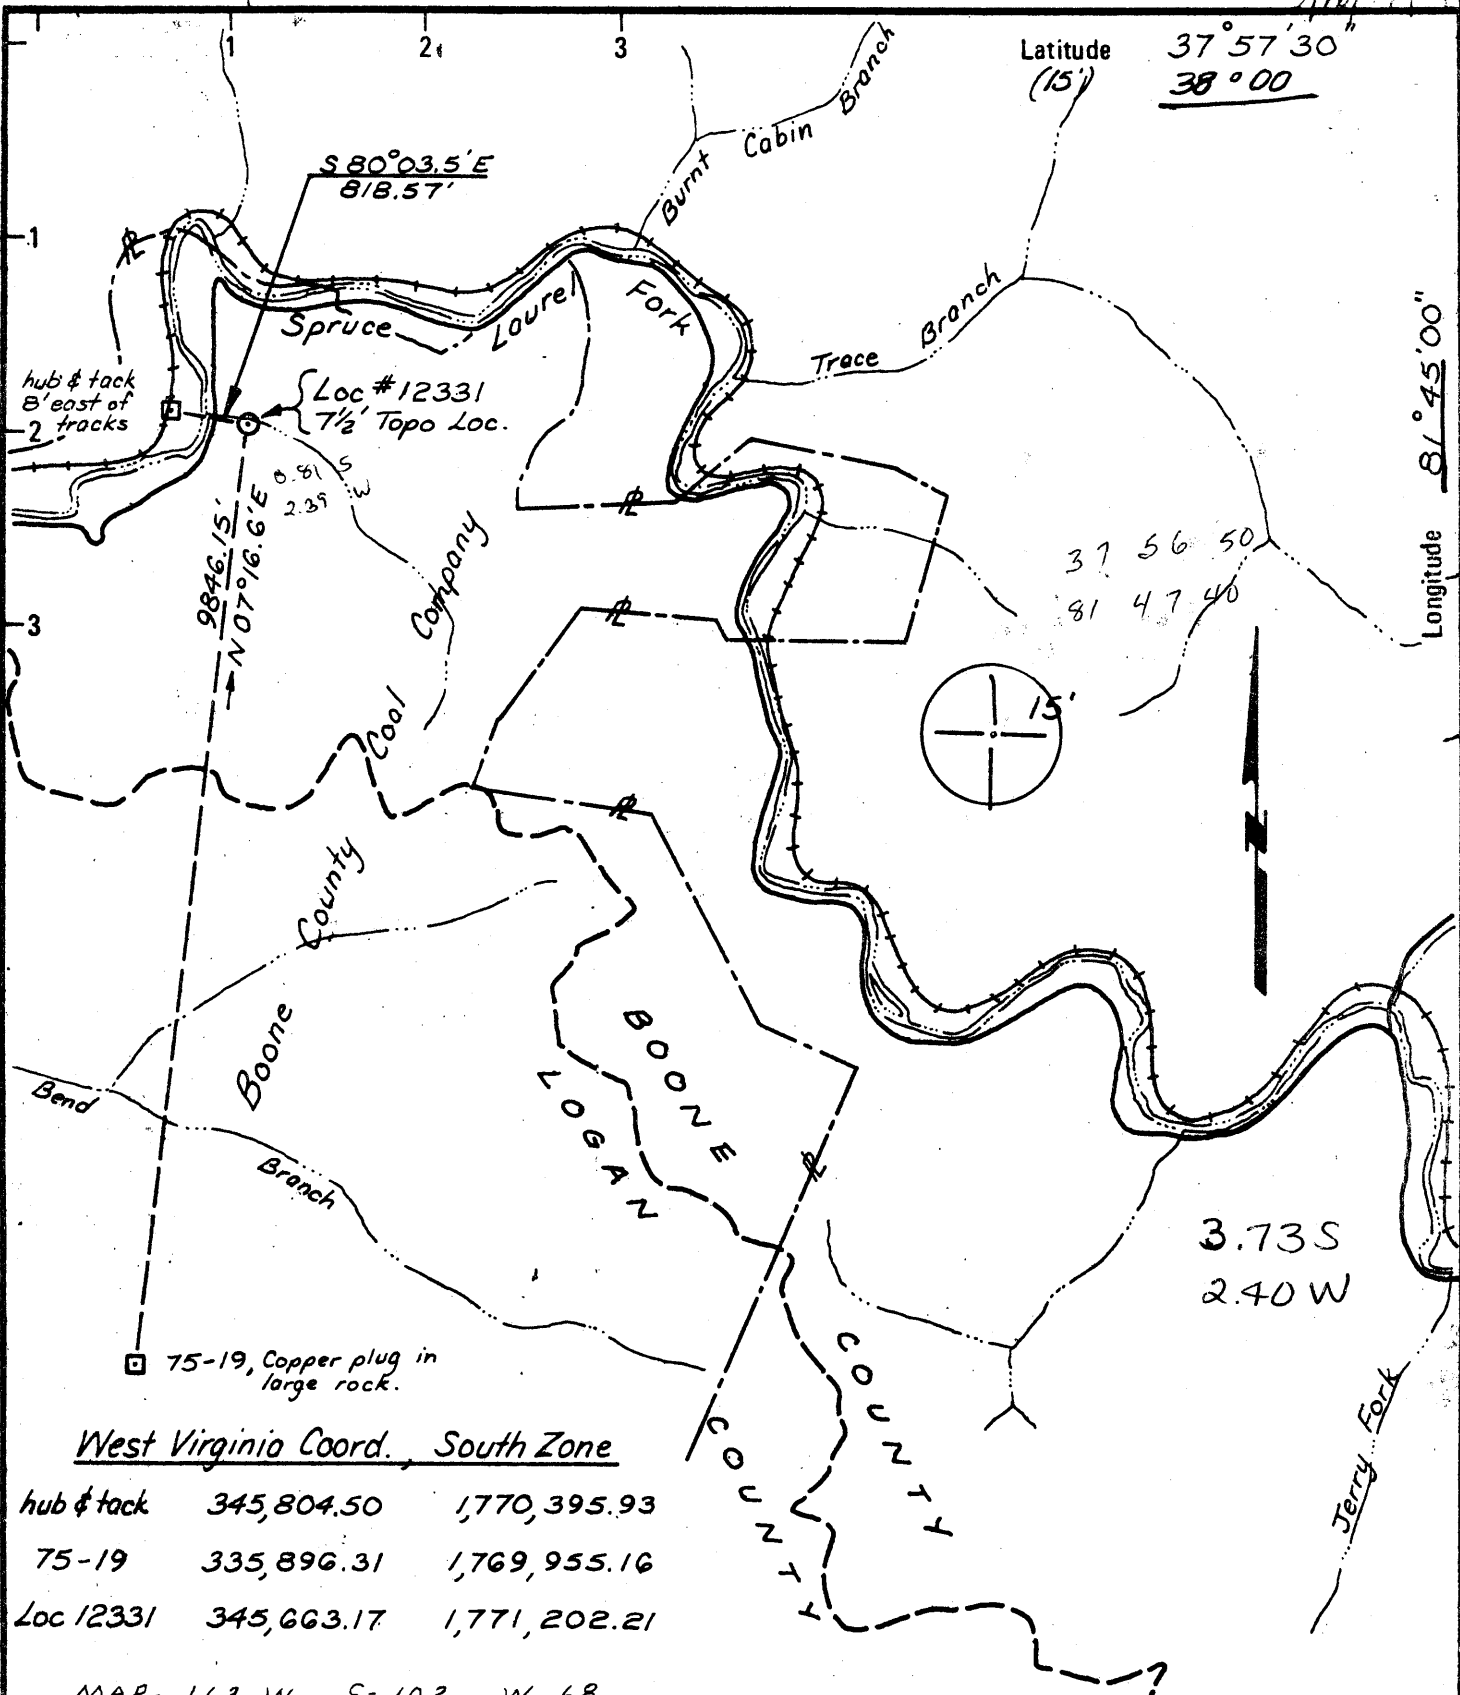 1 2 3
Latitude 37°57'30"
(15') 38°00
Burnt Cabin Branch
S 80°03.5'E
818.57'
.1
PL
Spruce Laurel Fork
Trace Branch
81°45'00"
Longitude
hub & tack
8' east of
tracks
Loc #12331
7½' Topo Loc.
2
0.81 S
2.39 W
PL
9846.15'
N 07°16.6'E
37 56 50
81 47 40
3
PL
15'
PL
N
Boone County Coal Company
Bend Branch
BOONE COUNTY
LOGAN COUNTY
PL
3.73 S
2.40 W
75-19, Copper plug in
large rock.
Jerry Fork
West Virginia Coord., South Zone
hub & tack 345,804.50 1,770,395.93
75-19 335,896.31 1,769,955.16
Loc 12331 345,663.17 1,771,202.21